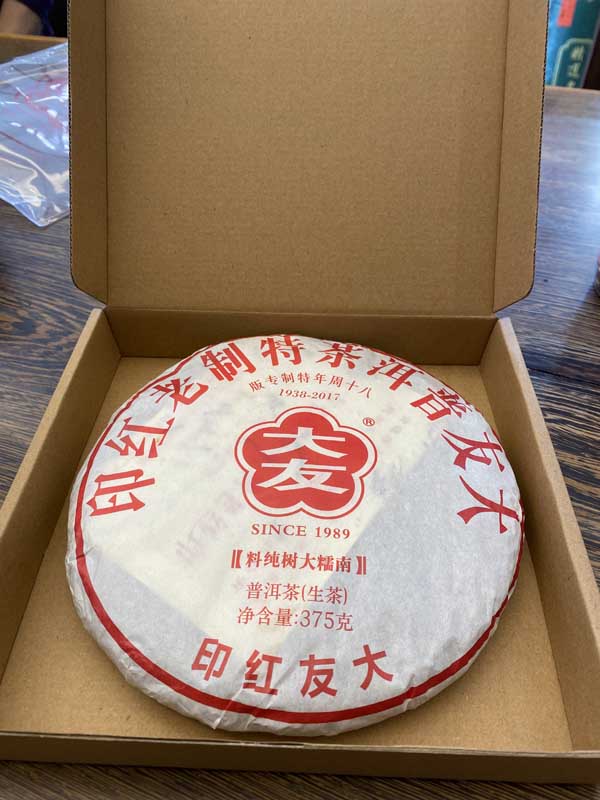 大友普洱茶特制老红印
八十周年特制专版
1938-2017
大友®
SINCE 1989
【南糯大树纯料】
普洱茶(生茶)
净含量:375克
大友红印